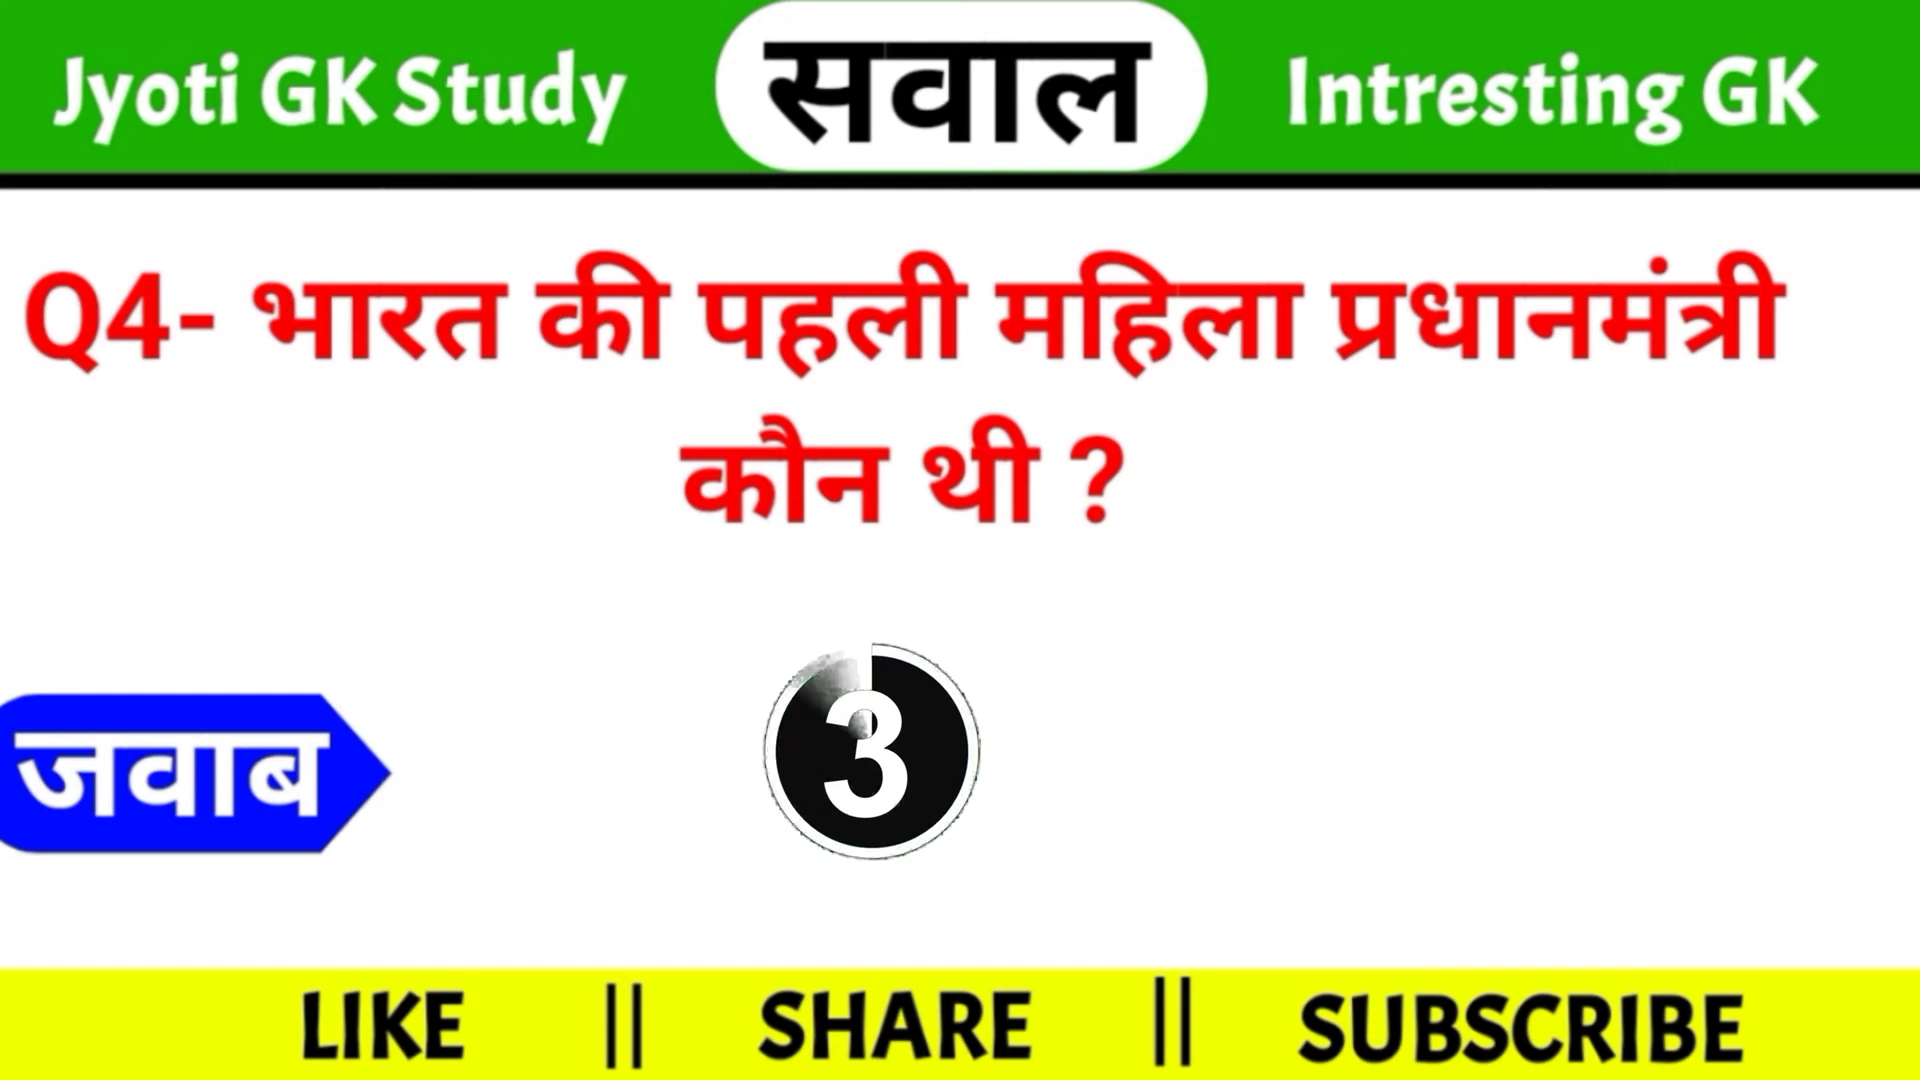 Jyoti GK Study सवाल Intresting GK
Q4- भारत की पहली महिला प्रधानमंत्री
कौन थी ?
3
जवाब
LIKE || SHARE || SUBSCRIBE